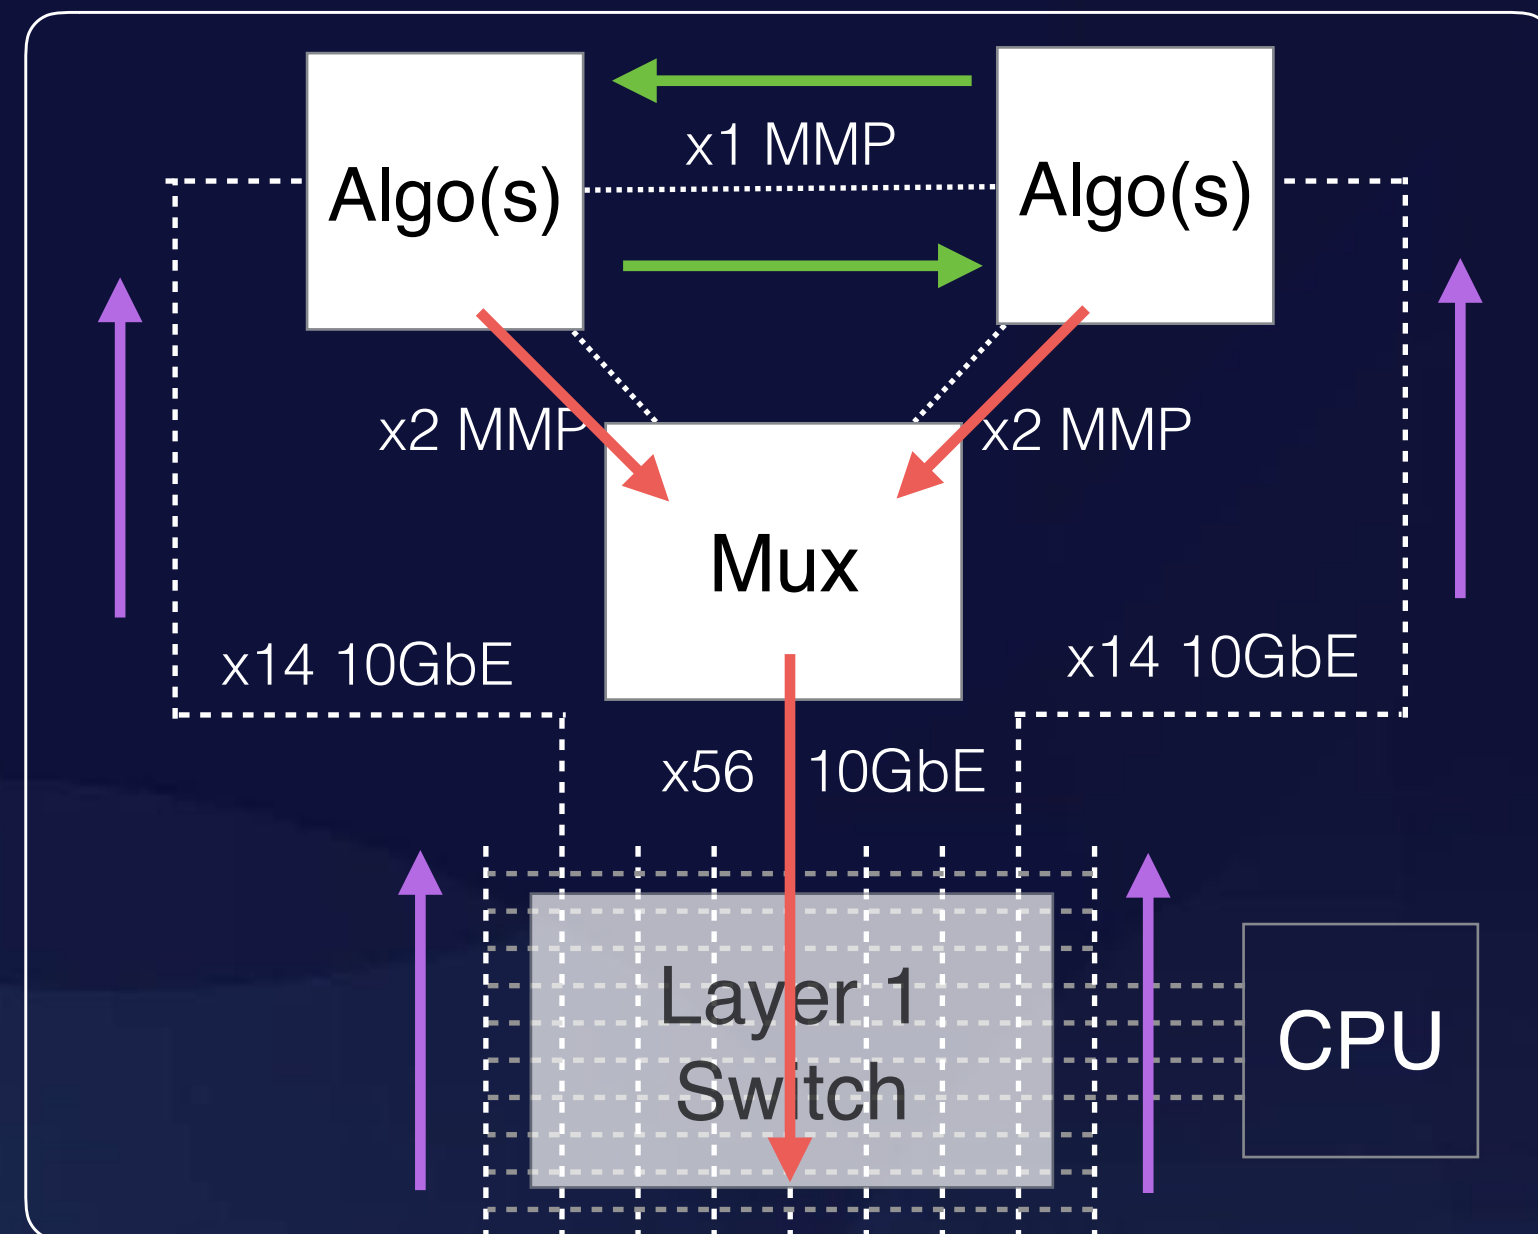 Algo(s)
x1 MMP
Algo(s)
x2 MMP
x2 MMP
Mux
x14 10GbE
x14 10GbE
x56 10GbE
Layer 1
Switch
CPU